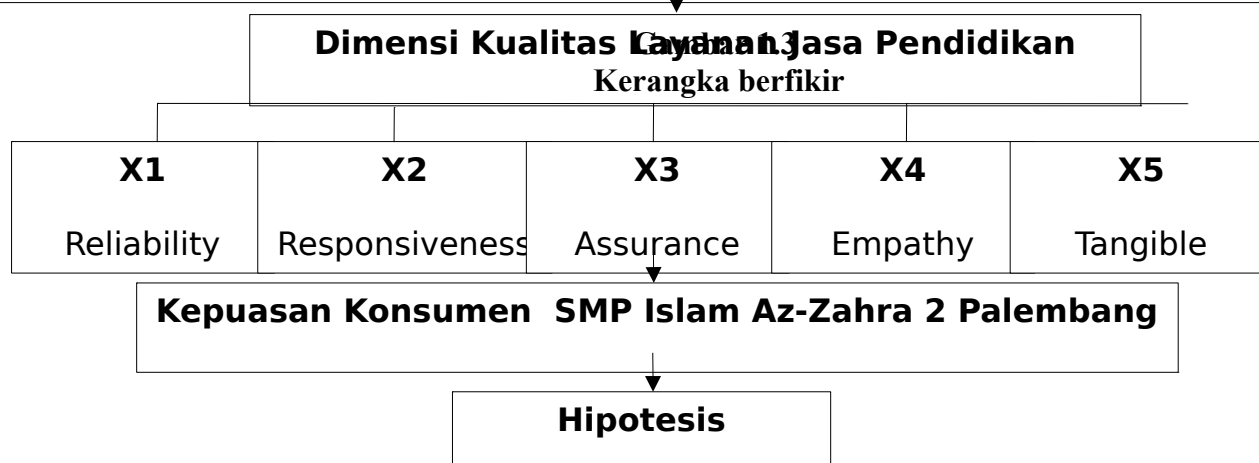 Dimensi Kualitas Layanan Jasa Pendidikan
Gambar 1.3
Kerangka berfikir
X1
Reliability
X2
Responsiveness
X3
Assurance
X4
Empathy
X5
Tangible
Kepuasan Konsumen SMP Islam Az-Zahra 2 Palembang
Hipotesis